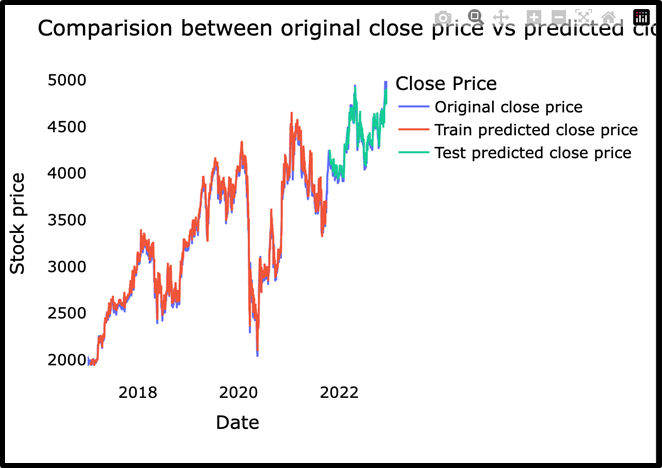 Comparision between original close price vs predicted clo
Close Price
Original close price
Train predicted close price
Test predicted close price
Stock price
5000
4500
4000
3500
3000
2500
2000
2018 2020 2022
Date